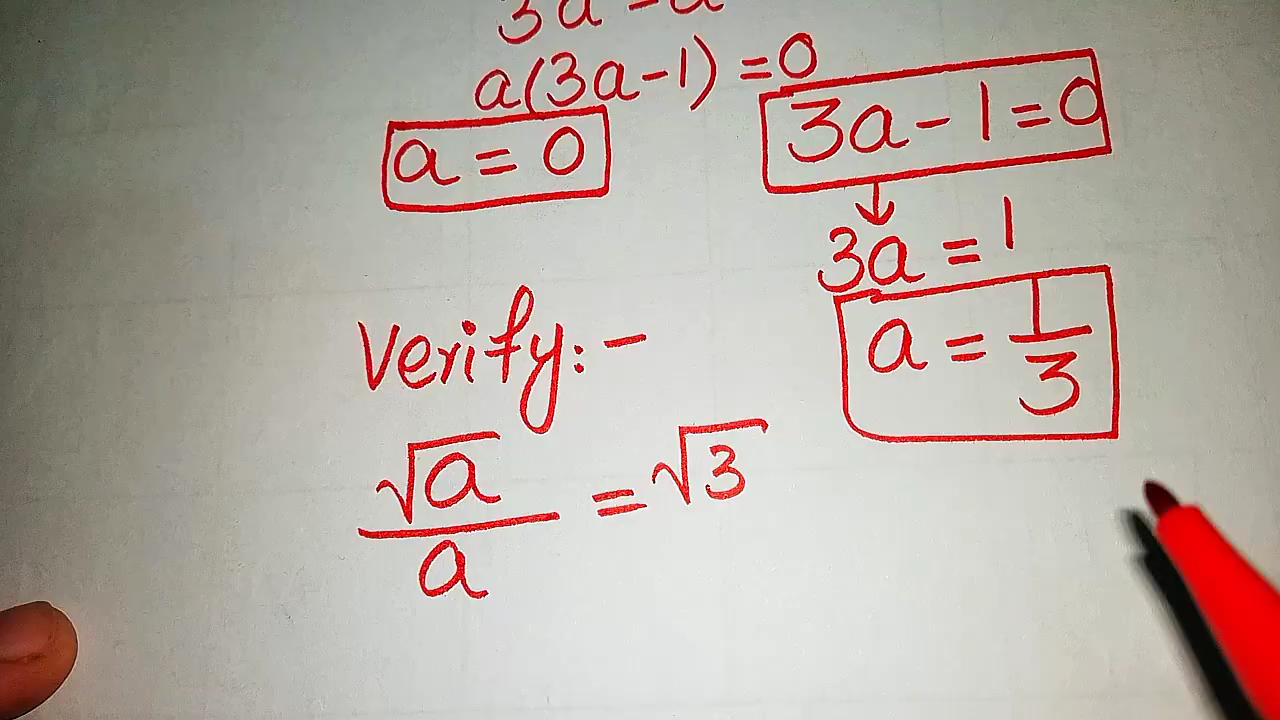 a(3a-1) = 0
a = 0
3a - 1 = 0
↓
3a = 1
a = 1/3
Verify:-
√a/a = √3